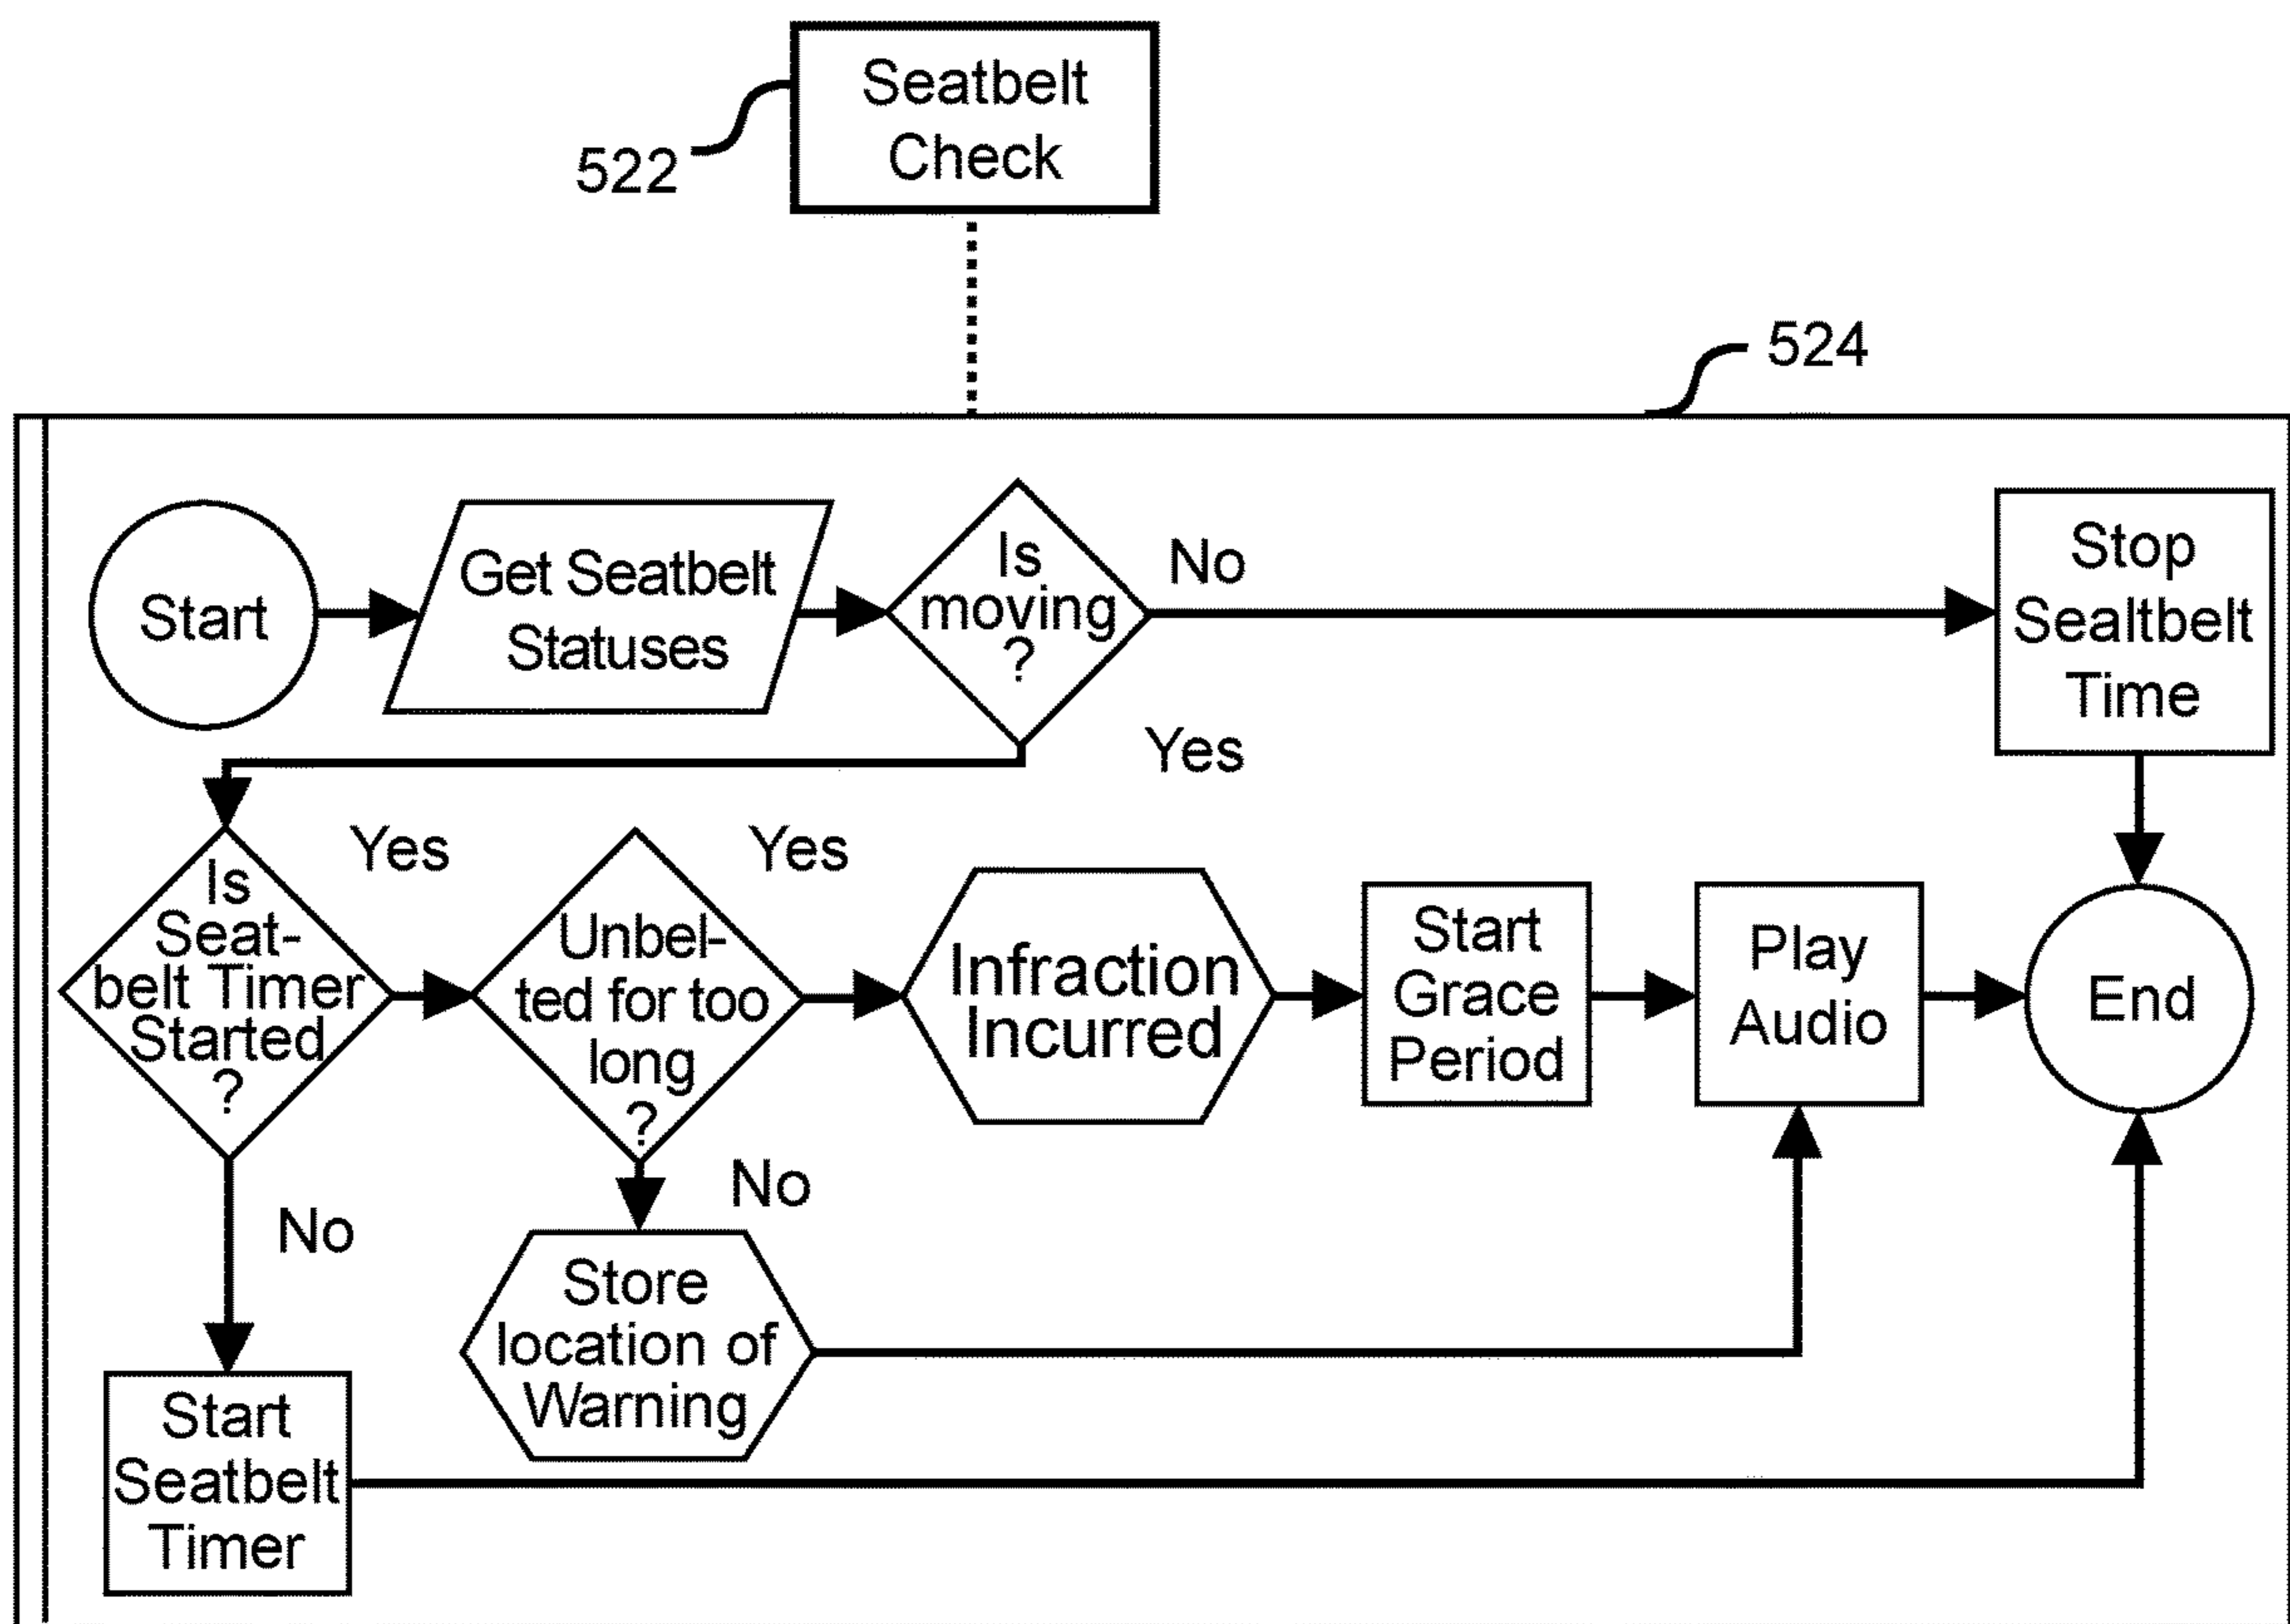 Seatbelt
Check
522
524
Start
Get Seatbelt
Statuses
Is
moving
?
No
Yes
Stop
Sealtbelt
Time
Is
Seat-
belt Timer
Started
?
Yes
No
Unbel-
ted for too
long
?
Yes
No
Infraction
Incurred
Start
Grace
Period
Play
Audio
End
Store
location of
Warning
Start
Seatbelt
Timer